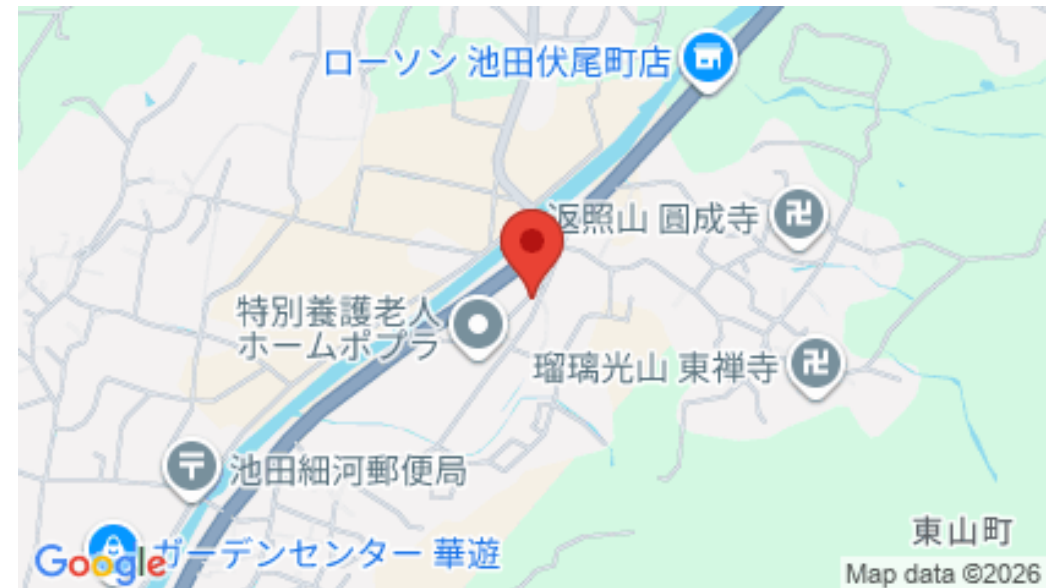 ローソン 池田伏尾町店
返照山 圓成寺
特別養護老人
ホームポプラ
瑠璃光山 東禅寺
〒
池田細河郵便局
東山町
Google
ガーデンセンター 華遊
Map data ©2026